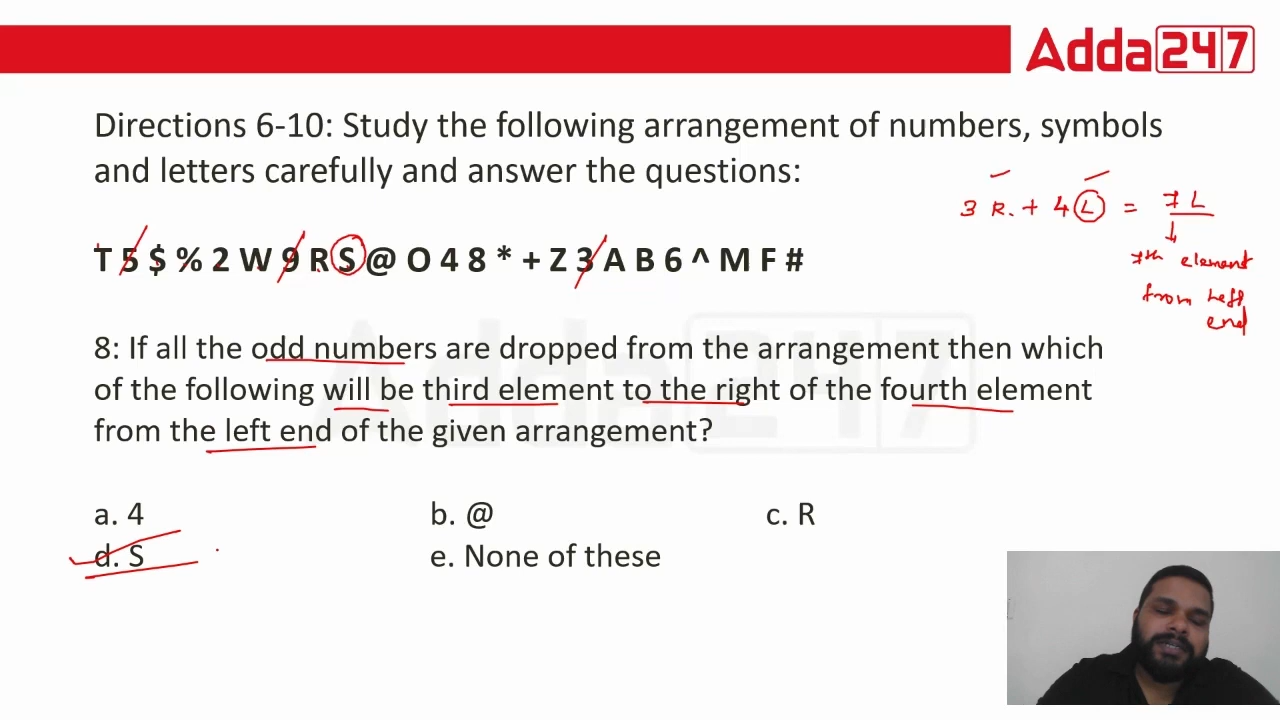 Adda247
Directions 6-10: Study the following arrangement of numbers, symbols
and letters carefully and answer the questions:
3 R. + 4 L = 7 L
7th element
from Left
end
T 5 $ % 2 W 9 R S @ O 4 8 * + Z 3 A B 6 ^ M F #
8: If all the odd numbers are dropped from the arrangement then which
of the following will be third element to the right of the fourth element
from the left end of the given arrangement?
Adda247
a. 4 b. @ c. R
d. S e. None of these